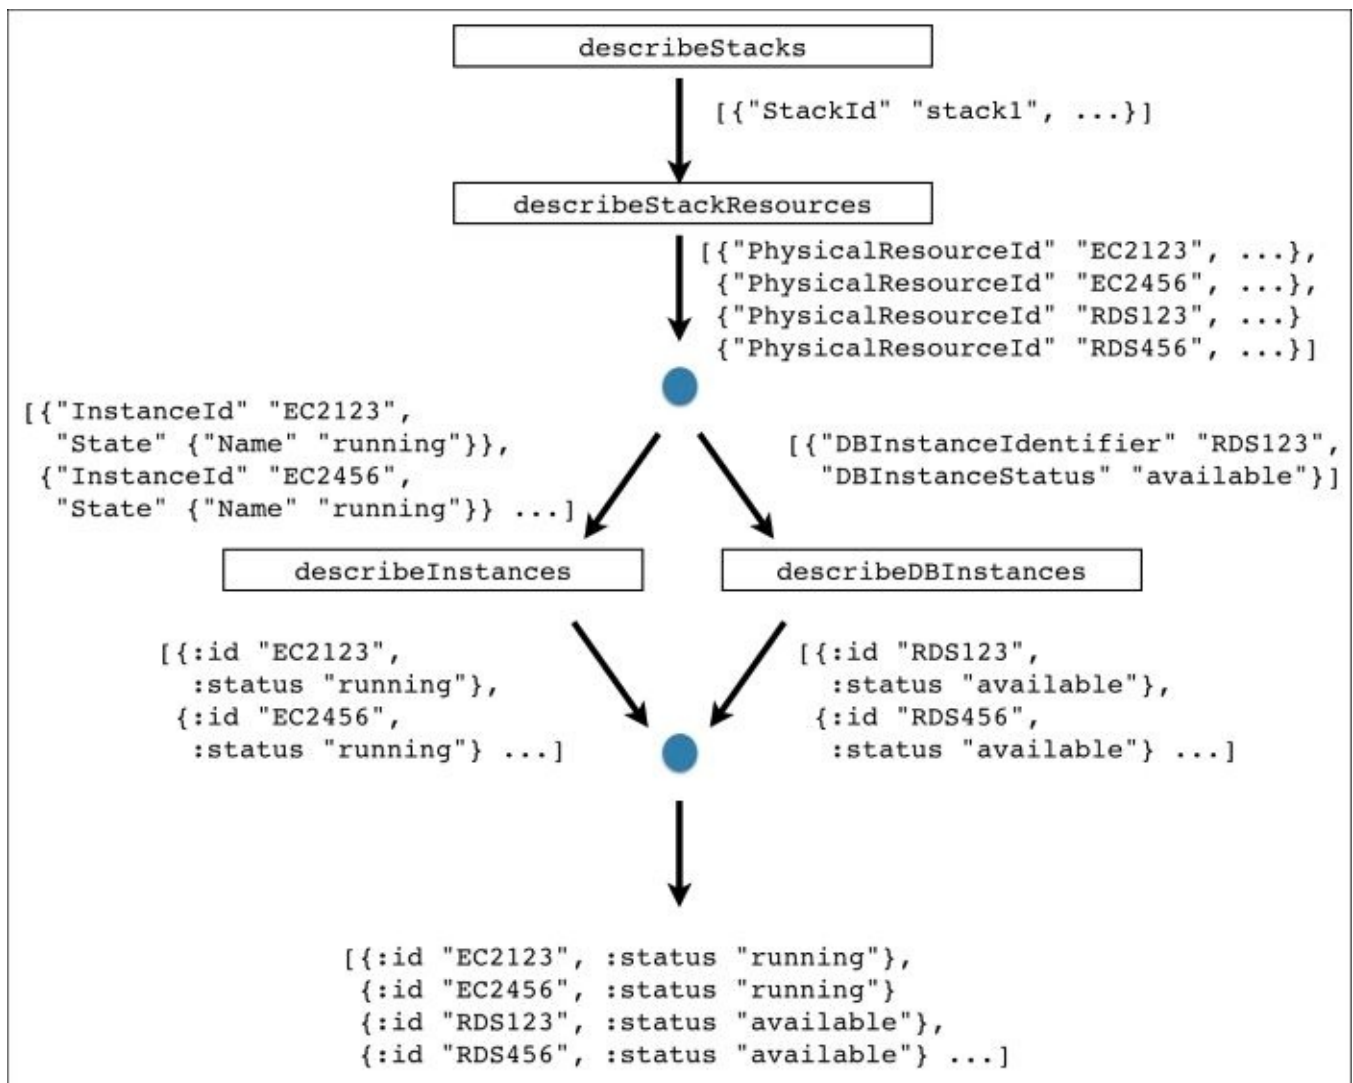 describeStacks
[{"StackId" "stack1", ...}]
describeStackResources
[{"PhysicalResourceId" "EC2123", ...},
{"PhysicalResourceId" "EC2456", ...},
{"PhysicalResourceId" "RDS123", ...}
{"PhysicalResourceId" "RDS456", ...}]
[{"InstanceId" "EC2123",
"State" {"Name" "running"}},
{"InstanceId" "EC2456",
"State" {"Name" "running"}} ...]
[{"DBInstanceIdentifier" "RDS123",
"DBInstanceStatus" "available"}]
describeInstances
describeDBInstances
[{:id "EC2123",
:status "running"},
{:id "EC2456",
:status "running"} ...]
[{:id "RDS123",
:status "available"},
{:id "RDS456",
:status "available"} ...]
[{:id "EC2123", :status "running"},
{:id "EC2456", :status "running"}
{:id "RDS123", :status "available"},
{:id "RDS456", :status "available"} ...]